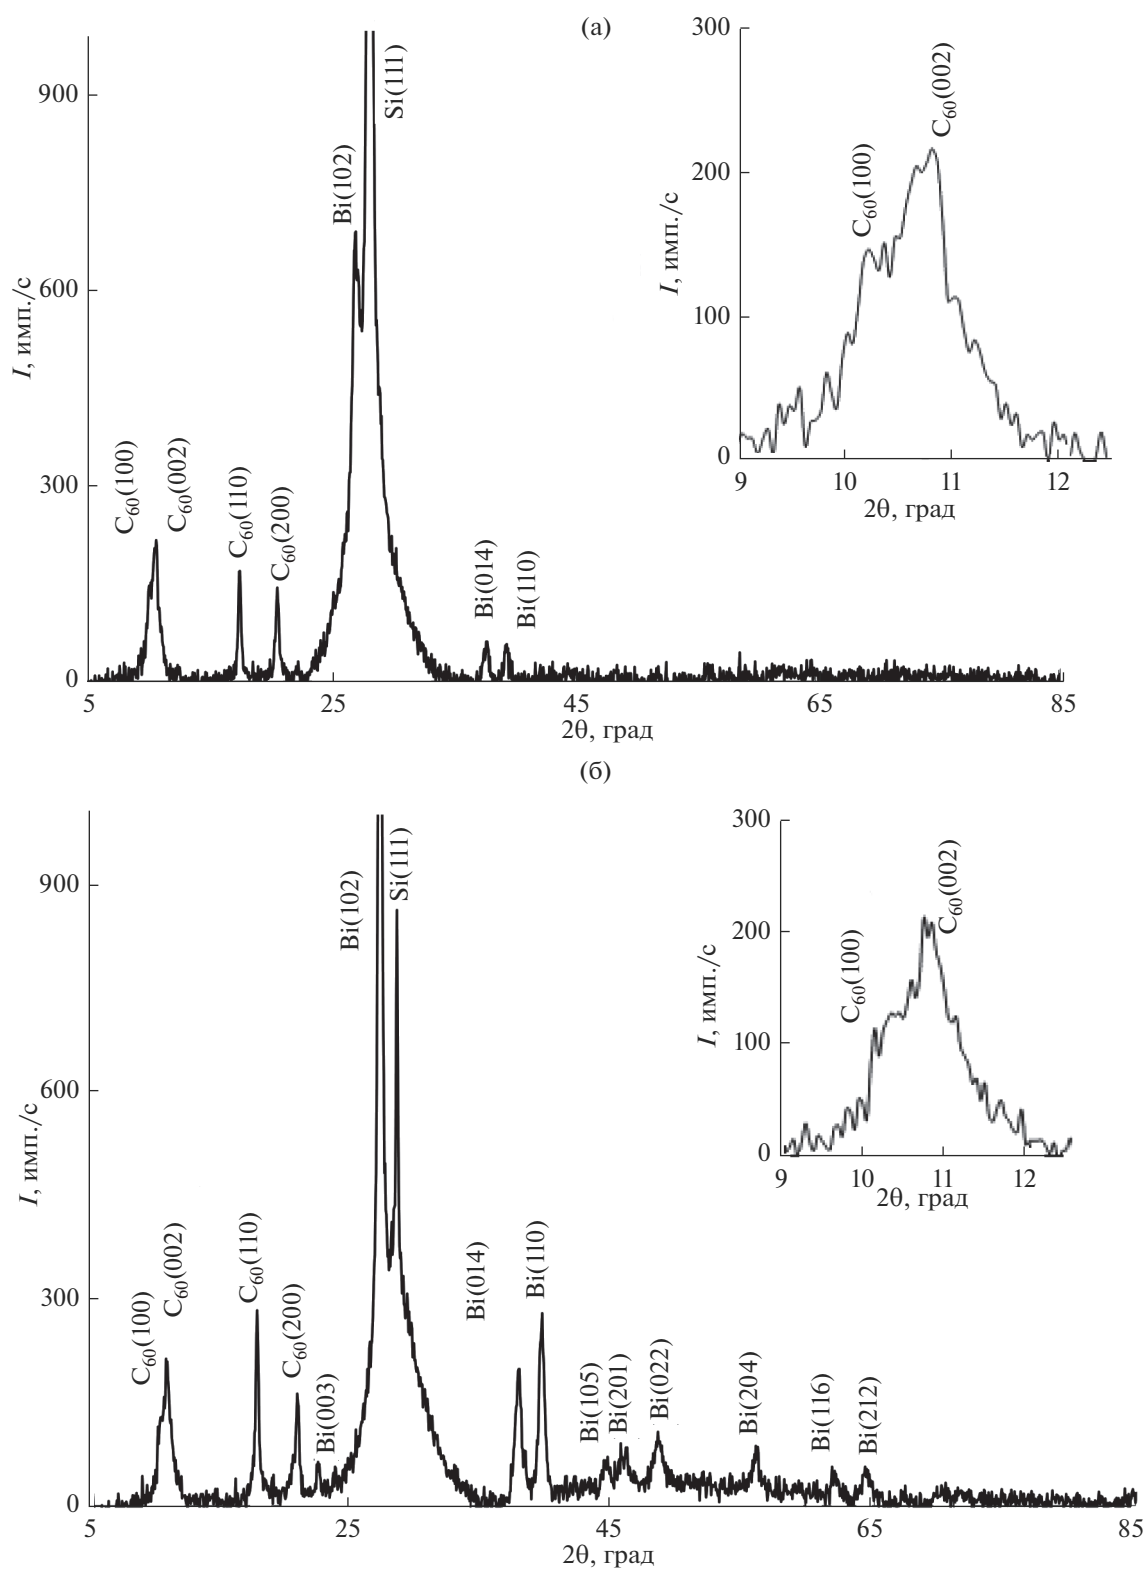 (а)
I, имп./с
900
600
300
0
C60(100)
C60(002)
C60(110)
C60(200)
Bi(102)
Si(111)
Bi(014)
Bi(110)
5
25
45
65
85
2θ, град
I, имп./с
300
200
100
0
C60(100)
C60(002)
9
10
11
12
2θ, град
(б)
I, имп./с
900
600
300
0
C60(100)
C60(002)
C60(110)
C60(200)
Bi(003)
Bi(102)
Si(111)
Bi(014)
Bi(110)
Bi(105)
Bi(201)
Bi(022)
Bi(204)
Bi(116)
Bi(212)
5
25
45
65
85
2θ, град
I, имп./с
300
200
100
0
C60(100)
C60(002)
9
10
11
12
2θ, град